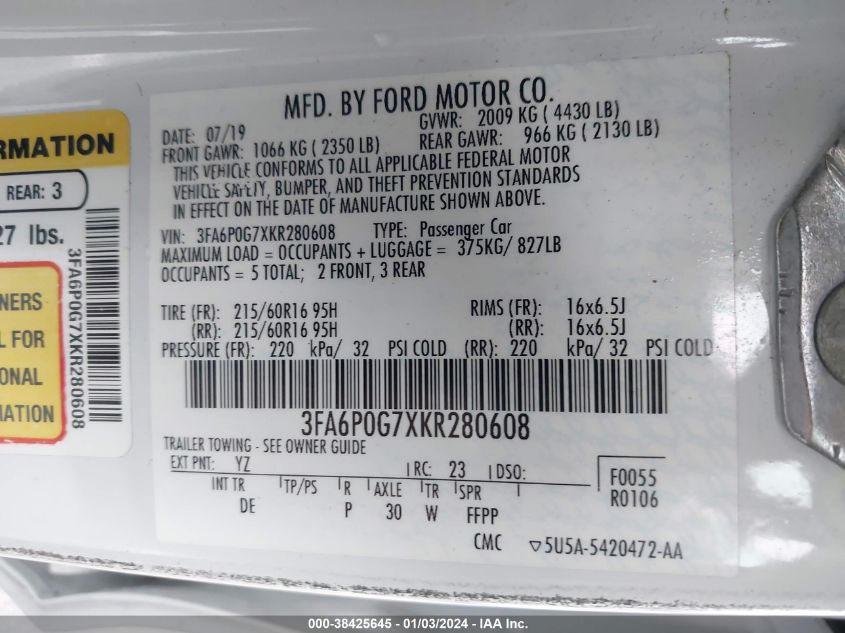 MFD. BY FORD MOTOR CO.
DATE: 07/19 GVWR: 2009 KG ( 4430 LB)
FRONT GAWR: 1066 KG ( 2350 LB) REAR GAWR: 966 KG ( 2130 LB)
THIS VEHICLE CONFORMS TO ALL APPLICABLE FEDERAL MOTOR
VEHICLE SAFETY, BUMPER, AND THEFT PREVENTION STANDARDS
IN EFFECT ON THE DATE OF MANUFACTURE SHOWN ABOVE.
VIN: 3FA6P0G7XKR280608 TYPE: Passenger Car
MAXIMUM LOAD = OCCUPANTS + LUGGAGE = 375KG/ 827LB
OCCUPANTS = 5 TOTAL; 2 FRONT, 3 REAR
TIRE (FR): 215/60R16 95H RIMS (FR): 16x6.5J
(RR): 215/60R16 95H (RR): 16x6.5J
PRESSURE (FR): 220 kPa/ 32 PSI COLD (RR): 220 kPa/ 32 PSI COLD
3FA6P0G7XKR280608
TRAILER TOWING - SEE OWNER GUIDE
EXT PNT: YZ RC: 23 DSO:
INT TR TP/PS R AXLE TR SPR
DE P 30 W FFPP
F0055
R0106
CMC ▽5U5A-5420472-AA
RMATION
REAR: 3
27 lbs.
3FA6P0G7XKR280608
NERS
L FOR
ONAL
MATION
000-38425645 - 01/03/2024 - IAA Inc.